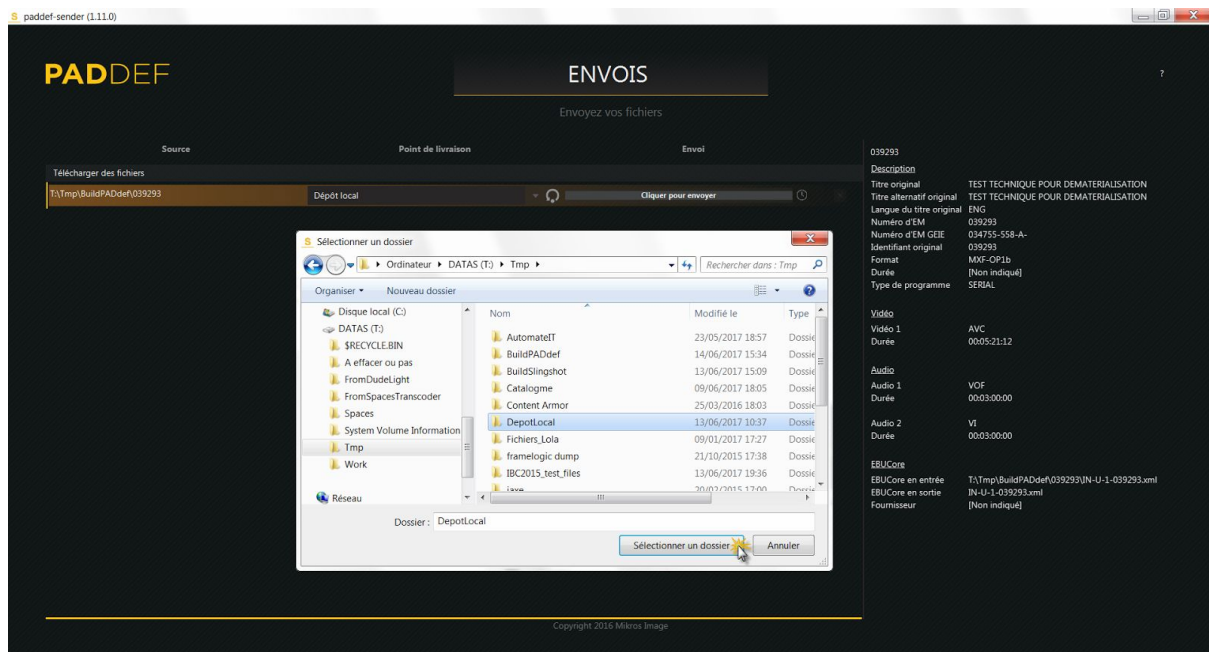 paddef-sender (1.11.0)
PADDEF
ENVOIS
?
Envoyez vos fichiers
Source Point de livraison Envoi
Télécharger des fichiers
T:\Tmp\BuildPADdef\039293 Dépôt local Cliquer pour envoyer
Sélectionner un dossier
Ordinateur DATAS (T:) Tmp Rechercher dans : Tmp
Organiser Nouveau dossier
Disque local (C:)
DATAS (T:)
$RECYCLE.BIN
A effacer ou pas
FromDudeLight
FromSpacesTranscoder
Spaces
System Volume Information
Tmp
Work
Réseau
Nom Modifié le Type
AutomateIT 23/05/2017 18:57 Dossie
BuildPADdef 14/06/2017 15:34 Dossie
BuildSlingshot 13/06/2017 15:09 Dossie
Catalogme 09/06/2017 18:05 Dossie
Content Armor 25/03/2016 18:03 Dossie
DepotLocal 13/06/2017 10:37 Dossie
Fichiers_Lola 09/01/2017 17:27 Dossie
framelogic dump 21/10/2015 17:38 Dossie
IBC2015_test_files 13/06/2017 19:36 Dossie
jaxe 20/02/2015 17:00 Dossie
Dossier : DepotLocal
Sélectionner un dossier Annuler
039293
Description
Titre original TEST TECHNIQUE POUR DEMATERIALISATION
Titre alternatif original TEST TECHNIQUE POUR DEMATERIALISATION
Langue du titre original ENG
Numéro d'EM 039293
Numéro d'EM GEIE 034755-558-A-
Identifiant original 039293
Format MXF-OP1b
Durée [Non indiqué]
Type de programme SERIAL
Vidéo
Vidéo 1 AVC
Durée 00:05:21:12
Audio
Audio 1 VOF
Durée 00:03:00:00
Audio 2 VI
Durée 00:03:00:00
EBUCore
EBUCore en entrée T:\Tmp\BuildPADdef\039293\IN-U-1-039293.xml
EBUCore en sortie IN-U-1-039293.xml
Fournisseur [Non indiqué]
Copyright 2016 Mikros Image